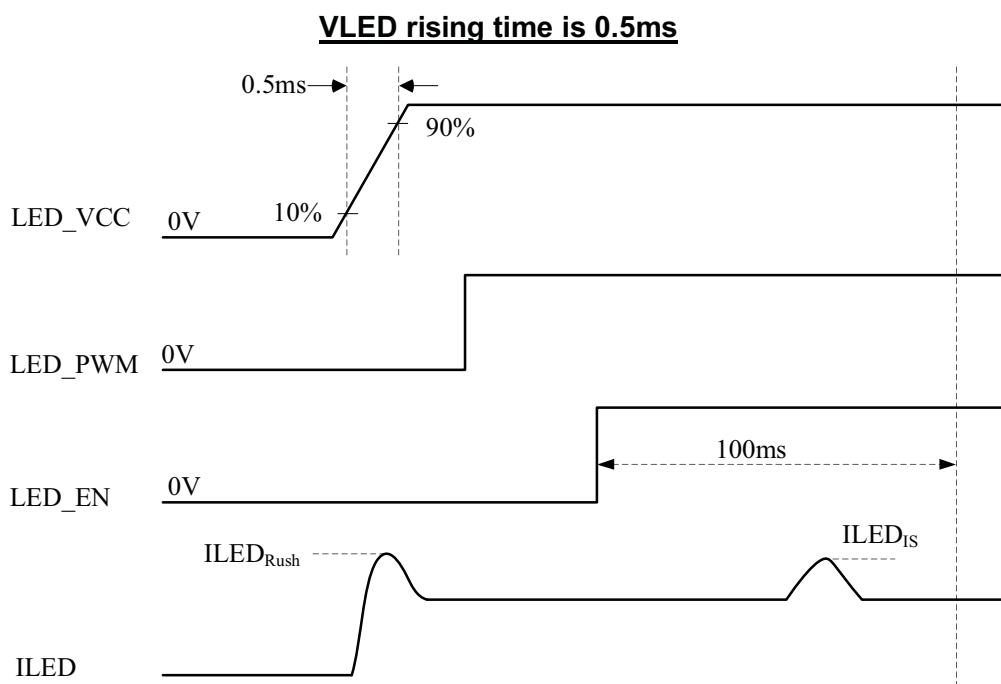 VLED rising time is 0.5ms
0.5ms
90%
10%
LED_VCC
0V
LED_PWM
0V
100ms
LED_EN
0V
ILEDRush
ILEDIS
ILED